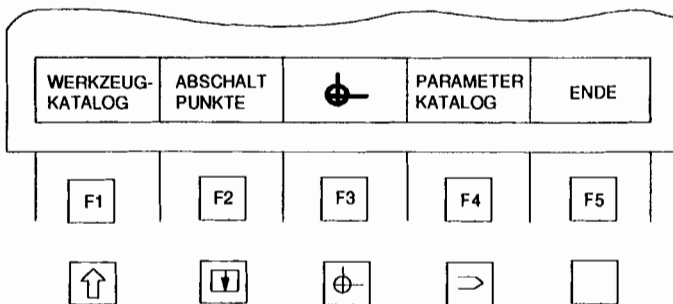 WERKZEUG-
KATALOG
ABSCHALT
PUNKTE
PARAMETER
KATALOG
ENDE
F1
F2
F3
F4
F5